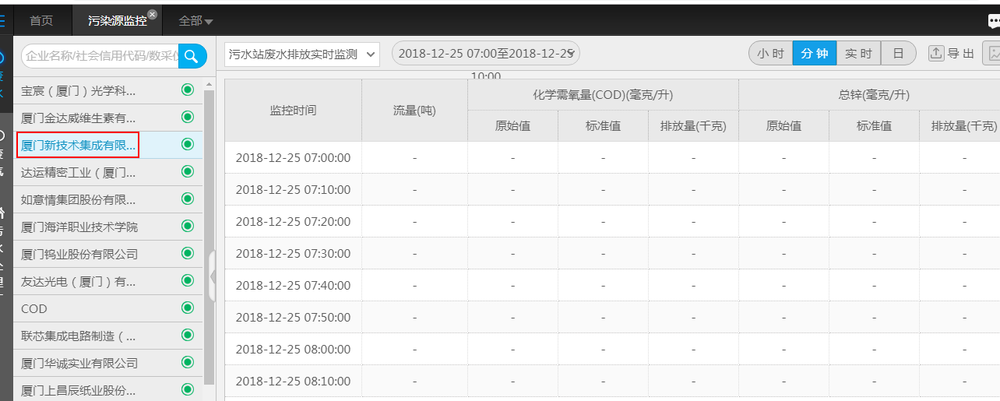 首页 污染源监控 全部
企业名称/社会信用代码/数采仪
污水站废水排放实时监测 2018-12-25 07:00至2018-12-25 10:00 小时 分钟 实时 日 导出
宝宸（厦门）光学科...
厦门金达威维生素有...
厦门新技术集成有限...
达运精密工业（厦门...
如意情集团股份有限...
厦门海洋职业技术学院
厦门钨业股份有限公司
友达光电（厦门）有...
COD
联芯集成电路制造（...
厦门华诚实业有限公司
厦门上昌辰纸业股份...
监控时间 流量(吨) 化学需氧量(COD)(毫克/升) 总锌(毫克/升)
原始值 标准值 排放量(千克) 原始值 标准值 排放量(千克)
2018-12-25 07:00:00 - - - - - - -
2018-12-25 07:10:00 - - - - - - -
2018-12-25 07:20:00 - - - - - - -
2018-12-25 07:30:00 - - - - - - -
2018-12-25 07:40:00 - - - - - - -
2018-12-25 07:50:00 - - - - - - -
2018-12-25 08:00:00 - - - - - - -
2018-12-25 08:10:00 - - - - - - -